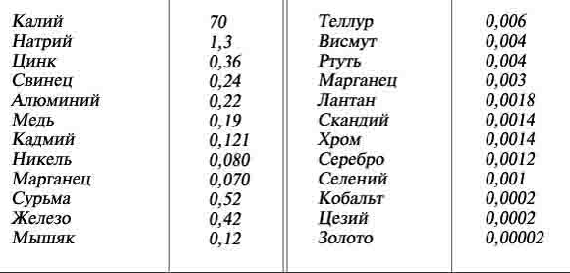 Калий 70 Теллур 0,006
Натрий 1,3 Висмут 0,004
Цинк 0,36 Ртуть 0,004
Свинец 0,24 Марганец 0,003
Алюминий 0,22 Лантан 0,0018
Медь 0,19 Скандий 0,0014
Кадмий 0,121 Хром 0,0014
Никель 0,080 Серебро 0,0012
Марганец 0,070 Селений 0,001
Сурьма 0,52 Кобальт 0,0002
Железо 0,42 Цезий 0,0002
Мышяк 0,12 Золото 0,00002